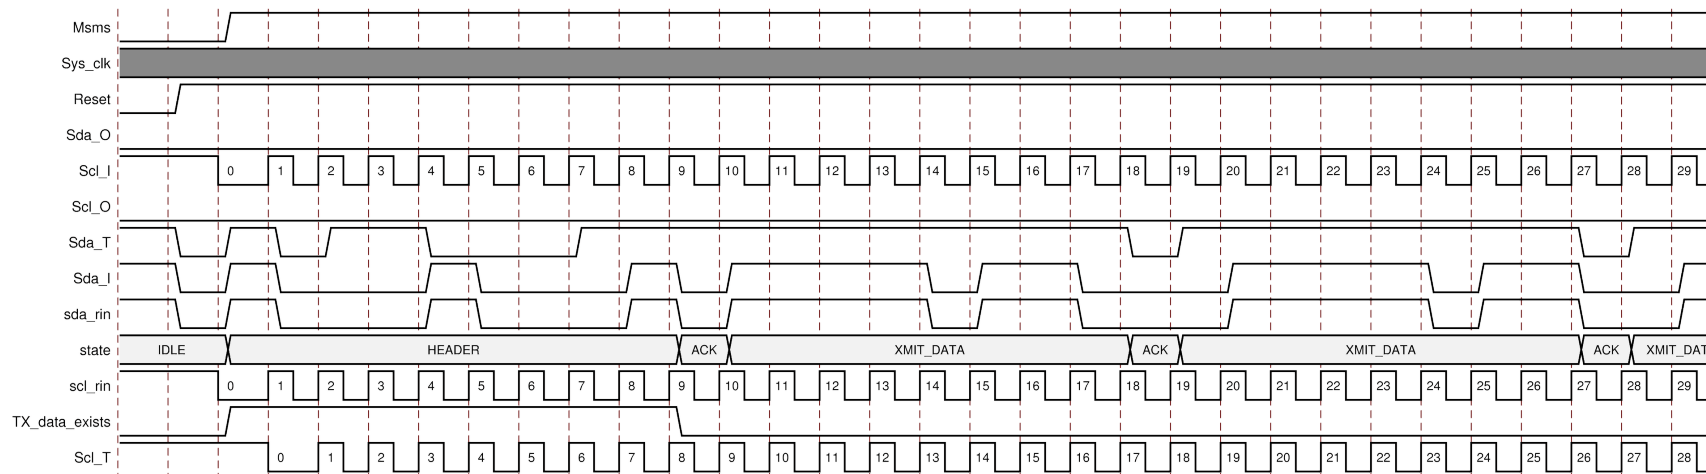 Msms
Sys_clk
Reset
Sda_O
Scl_I 0 1 2 3 4 5 6 7 8 9 10 11 12 13 14 15 16 17 18 19 20 21 22 23 24 25 26 27 28 29
Scl_O
Sda_T
Sda_I
sda_rin
state IDLE HEADER ACK XMIT_DATA ACK XMIT_DATA ACK XMIT_DAT
scl_rin 0 1 2 3 4 5 6 7 8 9 10 11 12 13 14 15 16 17 18 19 20 21 22 23 24 25 26 27 28 29
TX_data_exists
Scl_T 0 1 2 3 4 5 6 7 8 9 10 11 12 13 14 15 16 17 18 19 20 21 22 23 24 25 26 27 28